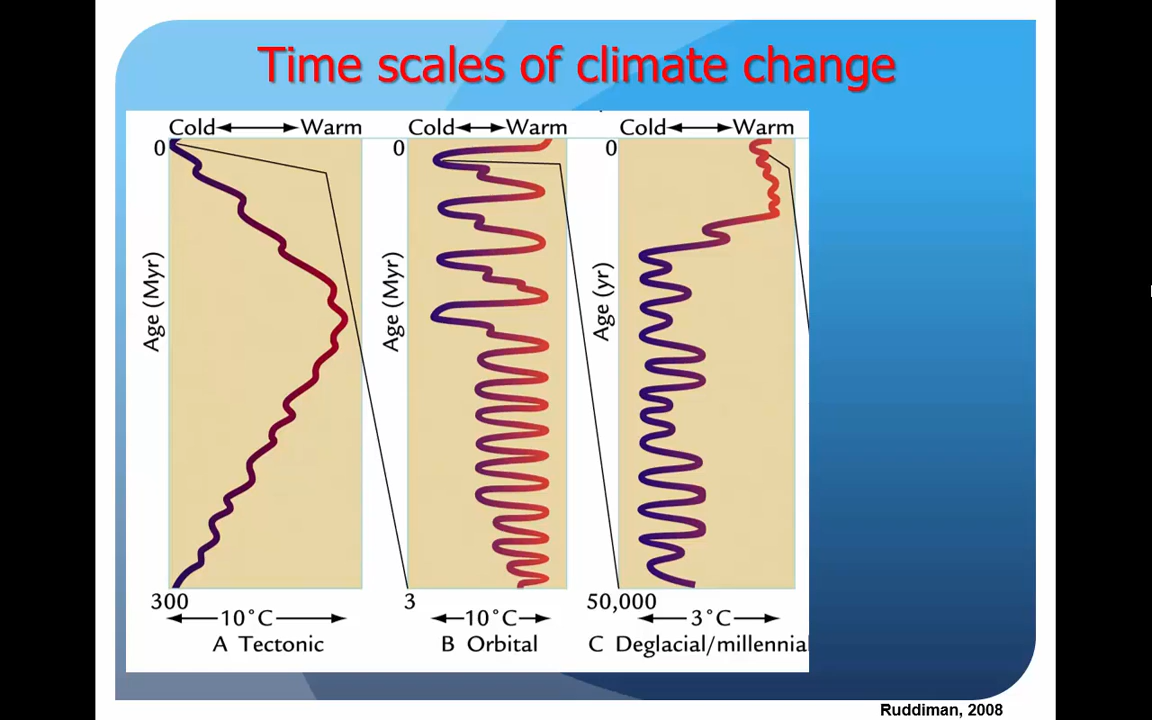 Time scales of climate change
Cold Warm
Cold Warm
Cold Warm
0
0
0
Age (Myr)
Age (Myr)
Age (yr)
300
3
50,000
10°C
10°C
3°C
A Tectonic
B Orbital
C Deglacial/millennial
Ruddiman, 2008